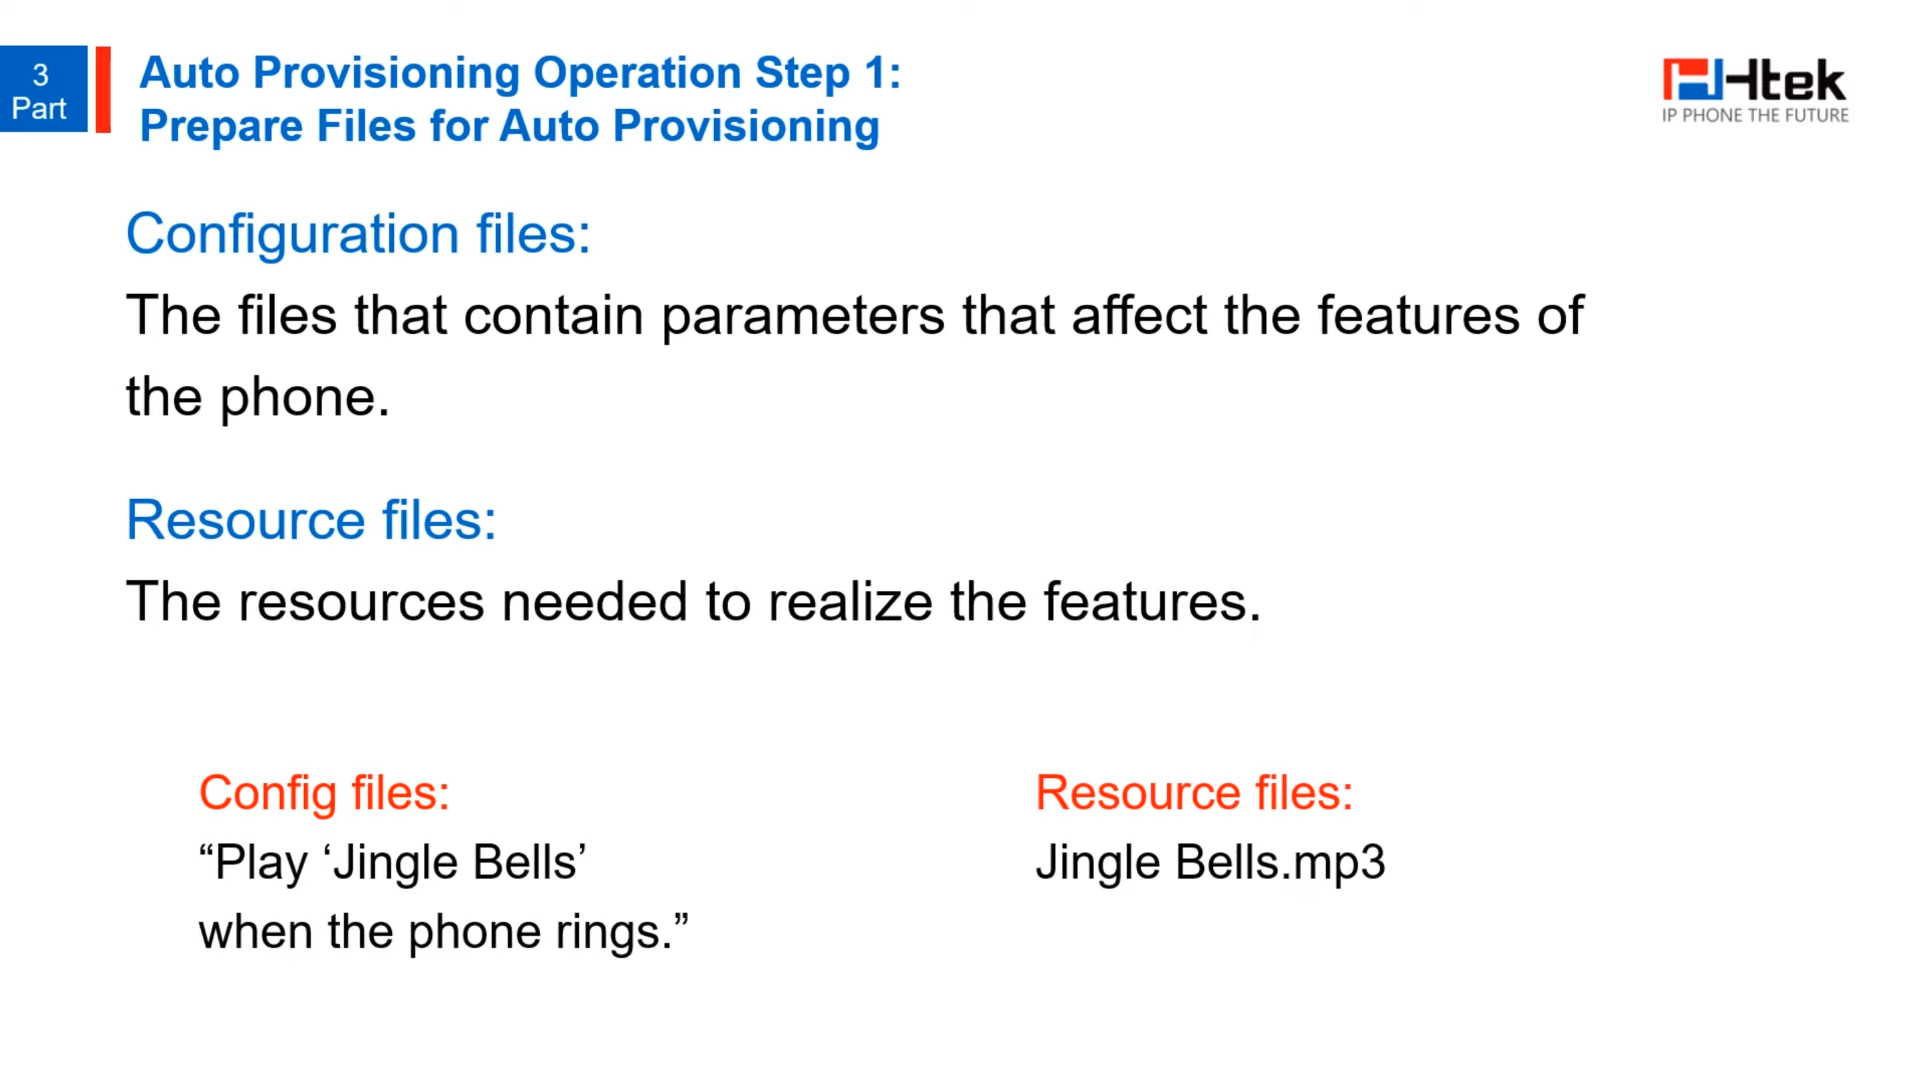 3
Part
Auto Provisioning Operation Step 1:
Prepare Files for Auto Provisioning
Htek
IP PHONE THE FUTURE
Configuration files:
The files that contain parameters that affect the features of
the phone.
Resource files:
The resources needed to realize the features.
Config files:
“Play ‘Jingle Bells’
when the phone rings.”
Resource files:
Jingle Bells.mp3